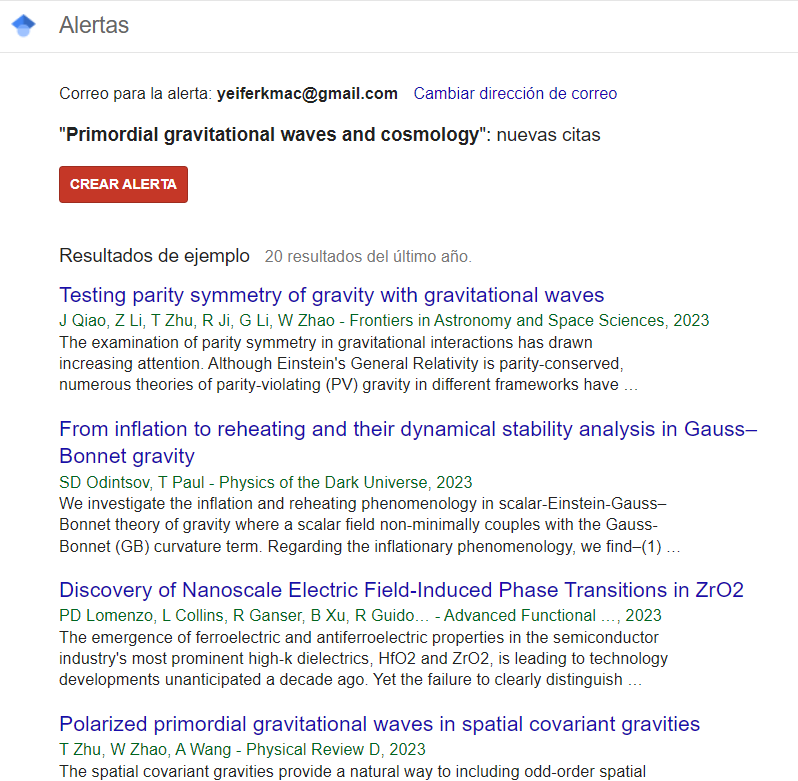 Alertas
Correo para la alerta: yeiferkmac@gmail.com Cambiar dirección de correo
"Primordial gravitational waves and cosmology": nuevas citas
CREAR ALERTA
Resultados de ejemplo 20 resultados del último año.
Testing parity symmetry of gravity with gravitational waves
J Qiao, Z Li, T Zhu, R Ji, G Li, W Zhao - Frontiers in Astronomy and Space Sciences, 2023
The examination of parity symmetry in gravitational interactions has drawn
increasing attention. Although Einstein's General Relativity is parity-conserved,
numerous theories of parity-violating (PV) gravity in different frameworks have …
From inflation to reheating and their dynamical stability analysis in Gauss–
Bonnet gravity
SD Odintsov, T Paul - Physics of the Dark Universe, 2023
We investigate the inflation and reheating phenomenology in scalar-Einstein-Gauss–
Bonnet theory of gravity where a scalar field non-minimally couples with the Gauss-
Bonnet (GB) curvature term. Regarding the inflationary phenomenology, we find–(1) …
Discovery of Nanoscale Electric Field-Induced Phase Transitions in ZrO2
PD Lomenzo, L Collins, R Ganser, B Xu, R Guido… - Advanced Functional …, 2023
The emergence of ferroelectric and antiferroelectric properties in the semiconductor
industry's most prominent high-k dielectrics, HfO2 and ZrO2, is leading to technology
developments unanticipated a decade ago. Yet the failure to clearly distinguish …
Polarized primordial gravitational waves in spatial covariant gravities
T Zhu, W Zhao, A Wang - Physical Review D, 2023
The spatial covariant gravities provide a natural way to including odd-order spatial